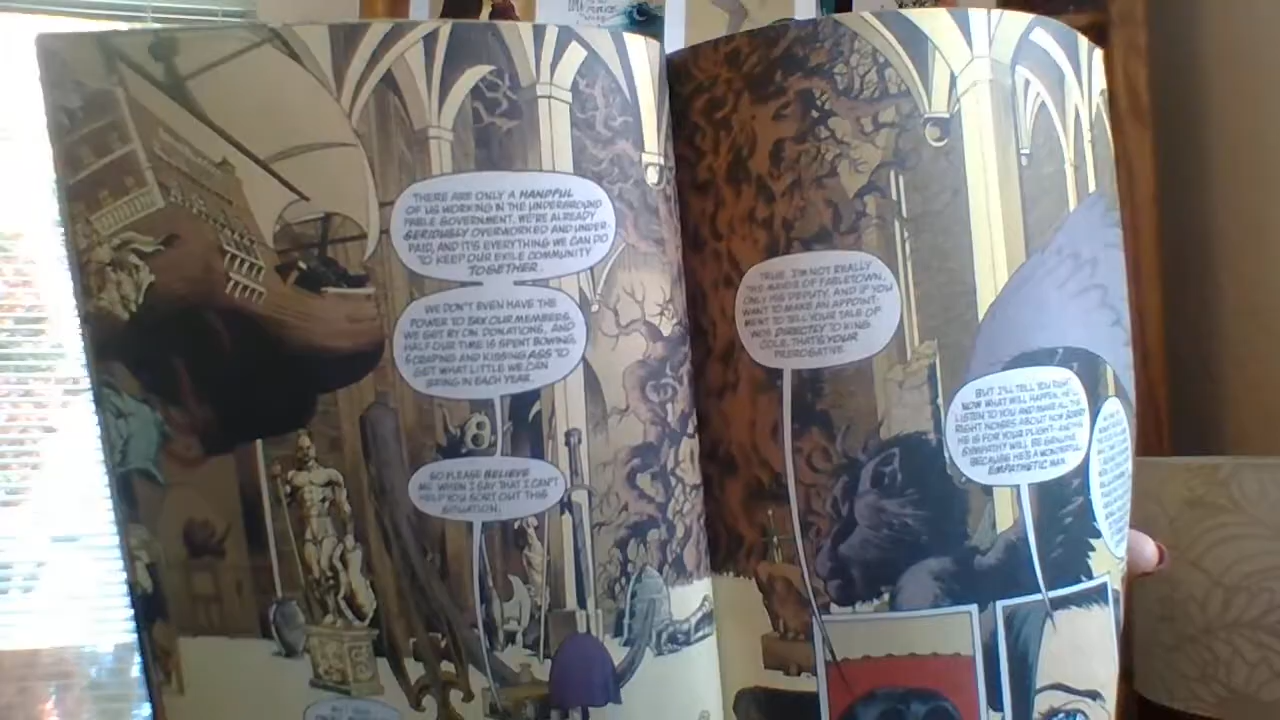 THERE ARE ONLY A HANDFUL
OF US WORKING IN THE UNDERGROUND
FABLE GOVERNMENT. WE'RE ALREADY
SERIOUSLY OVERWORKED AND UNDER-
PAID, AND IT'S EVERYTHING WE CAN DO
TO KEEP OUR EXILE COMMUNITY
TOGETHER.
WE DON'T EVEN HAVE THE
POWER TO TAX OUR MEMBERS.
WE GET BY ON DONATIONS, AND
HALF OUR TIME IS SPENT BOWING,
SCRAPING AND KISSING ASS TO
GET WHAT LITTLE WE CAN
BRING IN EACH YEAR.
SO PLEASE BELIEVE
ME WHEN I SAY THAT I CAN'T
HELP YOU SORT OUT THIS
SITUATION.
TRUE, I'M NOT REALLY
THE MAYOR OF FABLETOWN,
ONLY HIS DEPUTY. AND IF YOU
WANT TO MAKE AN APPOINT-
MENT TO TELL YOUR TALE OF
WOE DIRECTLY TO KING
COLE, THAT'S YOUR
PREROGATIVE.
BUT I'LL TELL YOU RIGHT
NOW WHAT WILL HAPPEN. HE'LL
LISTEN TO YOU AND MAKE ALL THE
RIGHT NOISES ABOUT HOW SORRY
HE IS FOR YOUR PLIGHT--AND HIS
SYMPATHY WILL BE GENUINE
BECAUSE HE'S A WONDERFUL,
EMPATHETIC MAN.